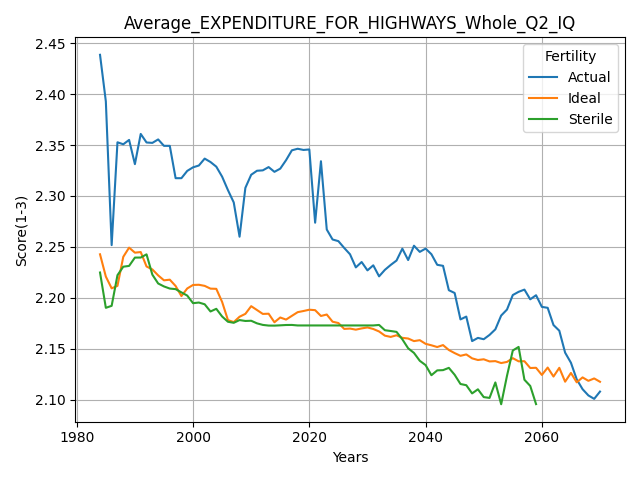 Average_EXPENDITURE_FOR_HIGHWAYS_Whole_Q2_IQ
Fertility
Actual
Ideal
Sterile
Score(1-3)
2.45
2.40
2.35
2.30
2.25
2.20
2.15
2.10
1980 2000 2020 2040 2060
Years